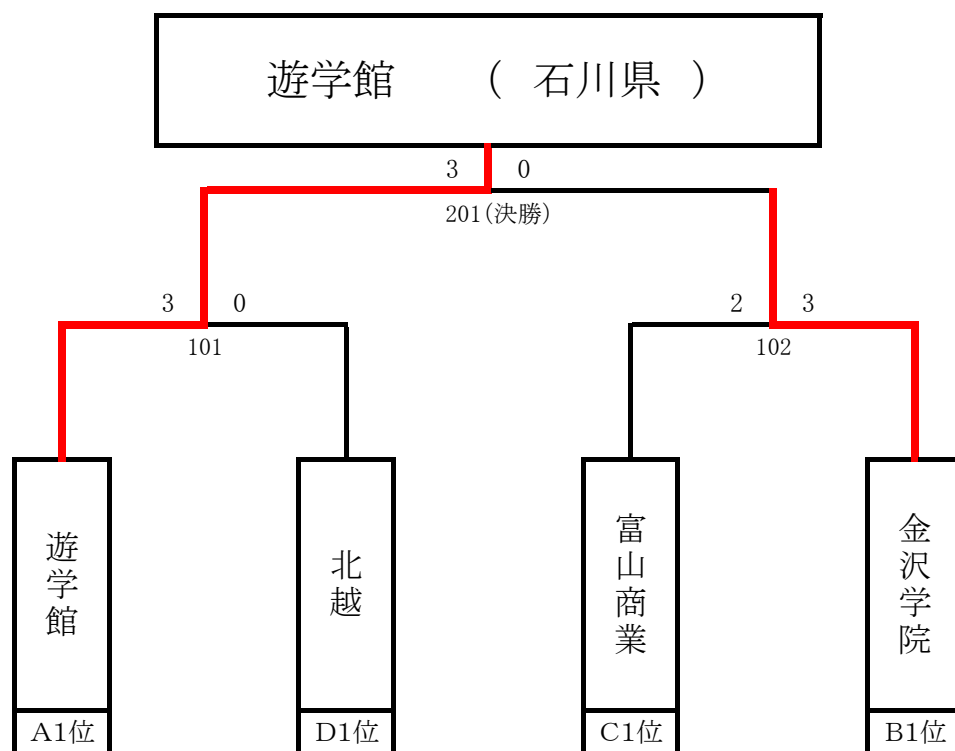 遊学館 ( 石川県 )
3 0
201(決勝)
3 0
101
2 3
102
遊学館
北越
富山商業
金沢学院
A1位
D1位
C1位
B1位